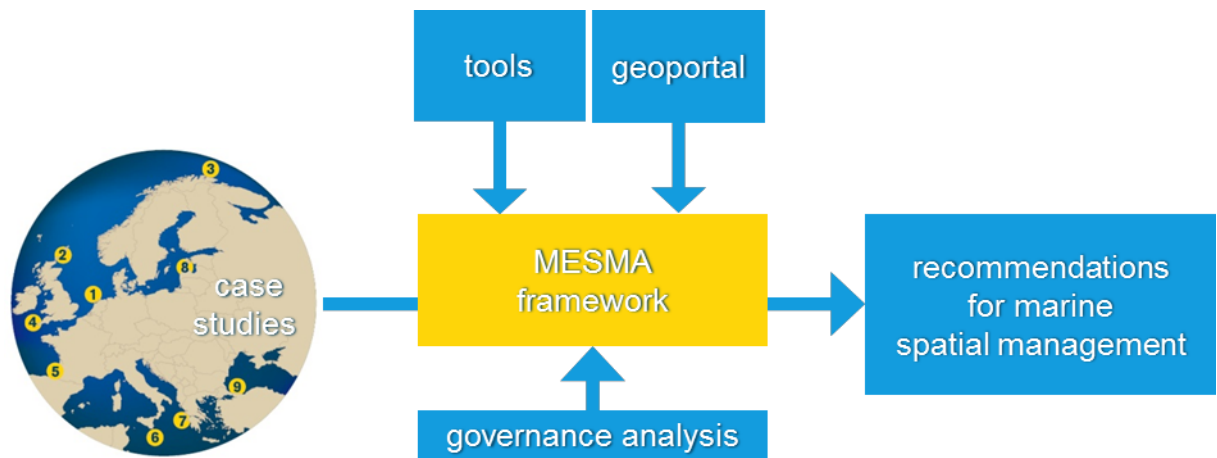 tools
geoportal
3
2
8
1
4
5
9
7
6
case
studies
MESMA
framework
recommendations
for marine
spatial management
governance analysis